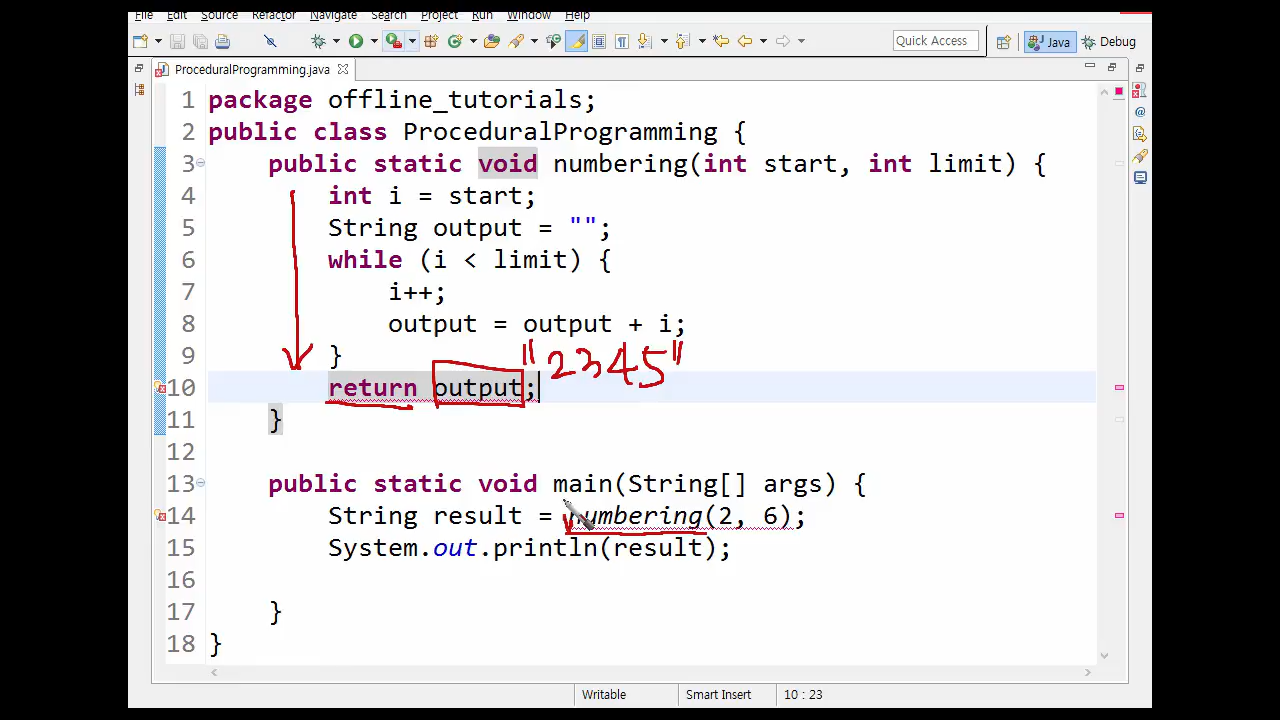 File Edit Source Refactor Navigate Search Project Run Window Help
Quick Access Java Debug
ProceduralProgramming.java
1 package offline_tutorials;
2 public class ProceduralProgramming {
3 public static void numbering(int start, int limit) {
4 int i = start;
5 String output = "";
6 while (i < limit) {
7 i++;
8 output = output + i;
9 }
"2345"
10 return output;
11 }
12
13 public static void main(String[] args) {
14 String result = numbering(2, 6);
15 System.out.println(result);
16
17 }
18 }
Writable Smart Insert 10 : 23